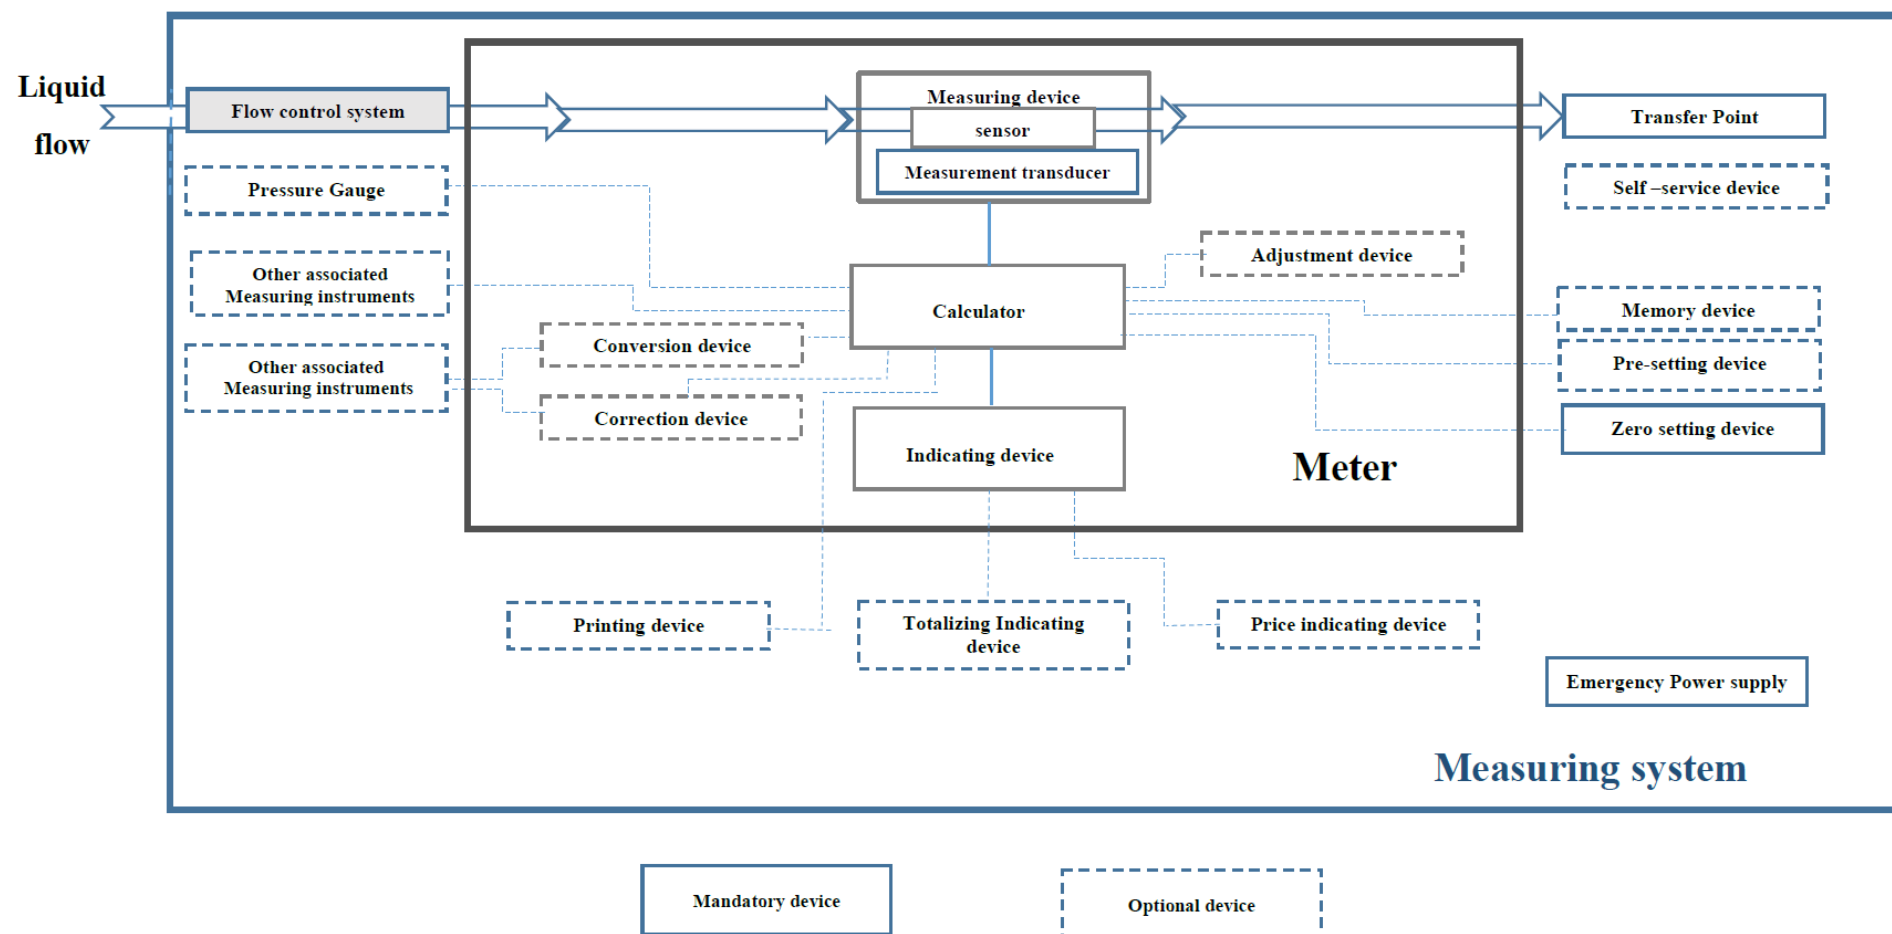 Liquid
flow
Flow control system
Measuring device
sensor
Measurement transducer
Transfer Point
Pressure Gauge
Self –service device
Other associated
Measuring instruments
Adjustment device
Calculator
Memory device
Conversion device
Pre-setting device
Other associated
Measuring instruments
Correction device
Zero setting device
Indicating device
Meter
Printing device
Totalizing Indicating
device
Price indicating device
Emergency Power supply
Measuring system
Mandatory device
Optional device